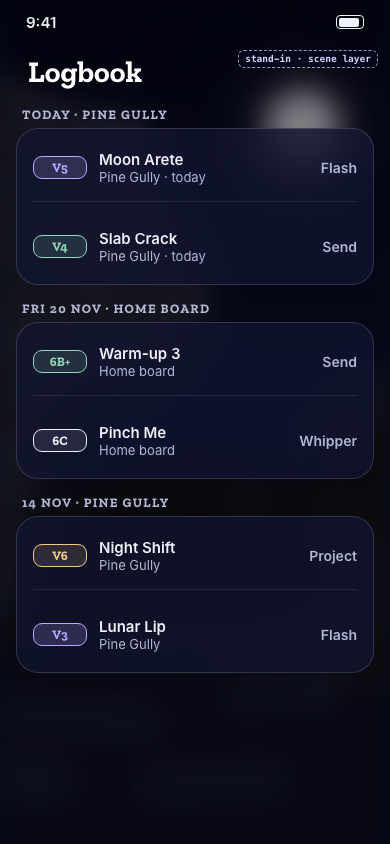 9:41
stand-in · scene layer
Logbook
TODAY · PINE GULLY
V5
Moon Arete
Pine Gully · today
Flash
V4
Slab Crack
Pine Gully · today
Send
FRI 20 NOV · HOME BOARD
6B+
Warm-up 3
Home board
Send
6C
Pinch Me
Home board
Whipper
14 NOV · PINE GULLY
V6
Night Shift
Pine Gully
Project
V3
Lunar Lip
Pine Gully
Flash